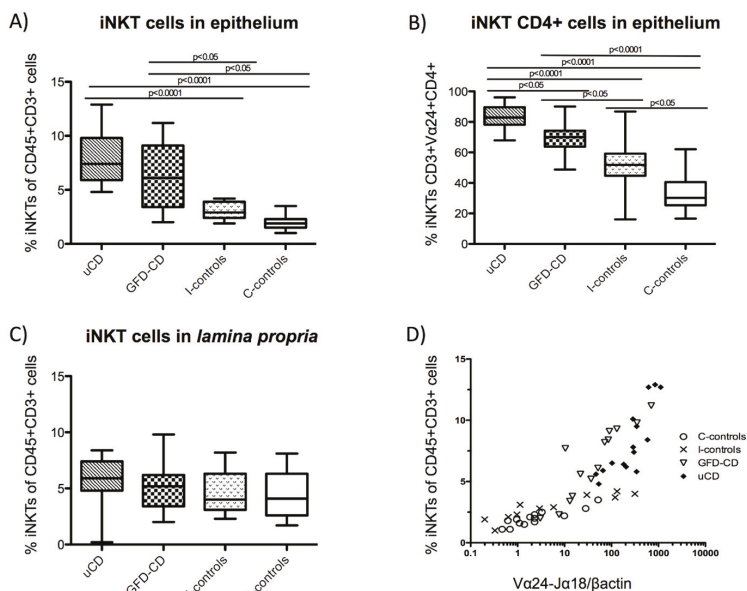 A)
iNKT cells in epithelium
p<0.05
p<0.05
p<0.0001
p<0.0001
% iNKTs of CD45+CD3+ cells
15
10
5
0
uCD
GFD-CD
I-controls
C-controls
B)
iNKT CD4+ cells in epithelium
p<0.0001
p<0.0001
p<0.0001
p<0.05
p<0.05
p<0.05
% iNKTs CD3+Vα24+CD4+
100
80
60
40
20
0
uCD
GFD-CD
I-controls
C-controls
C)
iNKT cells in lamina propria
% iNKTs of CD45+CD3+ cells
15
10
5
0
uCD
GFD-CD
-controls
-controls
D)
% iNKTs of CD45+CD3+ cells
15
10
5
0
0.1
1
10
100
1000
10000
Vα24-Jα18/βactin
C-controls
I-controls
GFD-CD
uCD